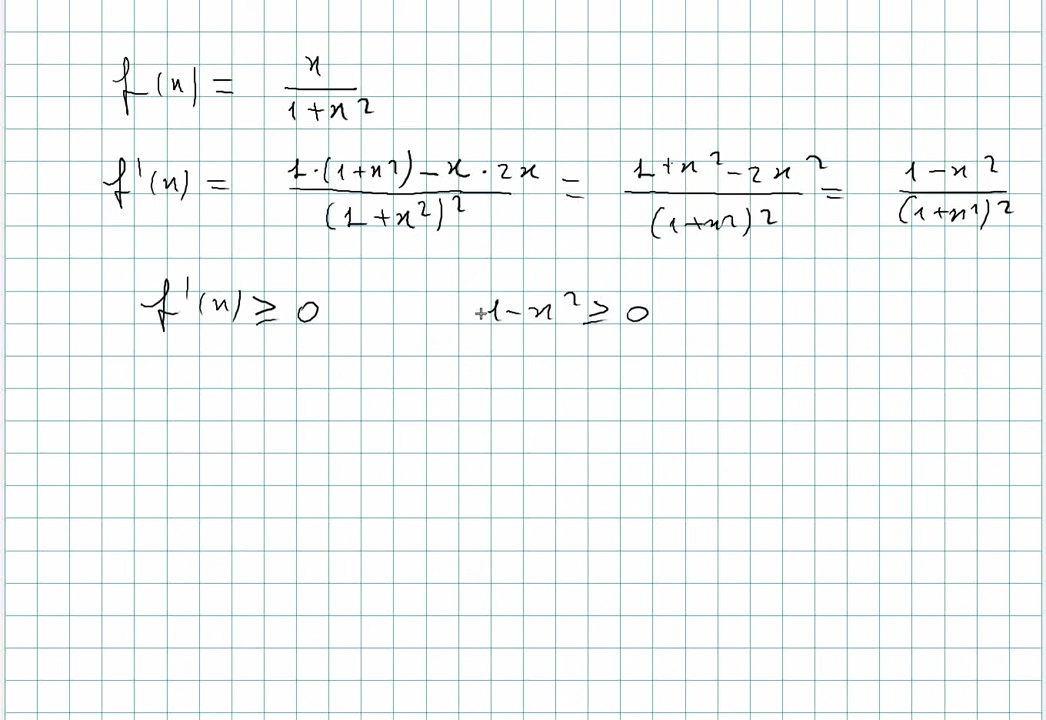 f(x) = x / (1+x²)
f'(x) = (1·(1+x²) − x·2x) / (1+x²)² = (1+x²−2x²) / (1+x²)² = (1−x²) / (1+x²)²
f'(x) ≥ 0 1−x² ≥ 0